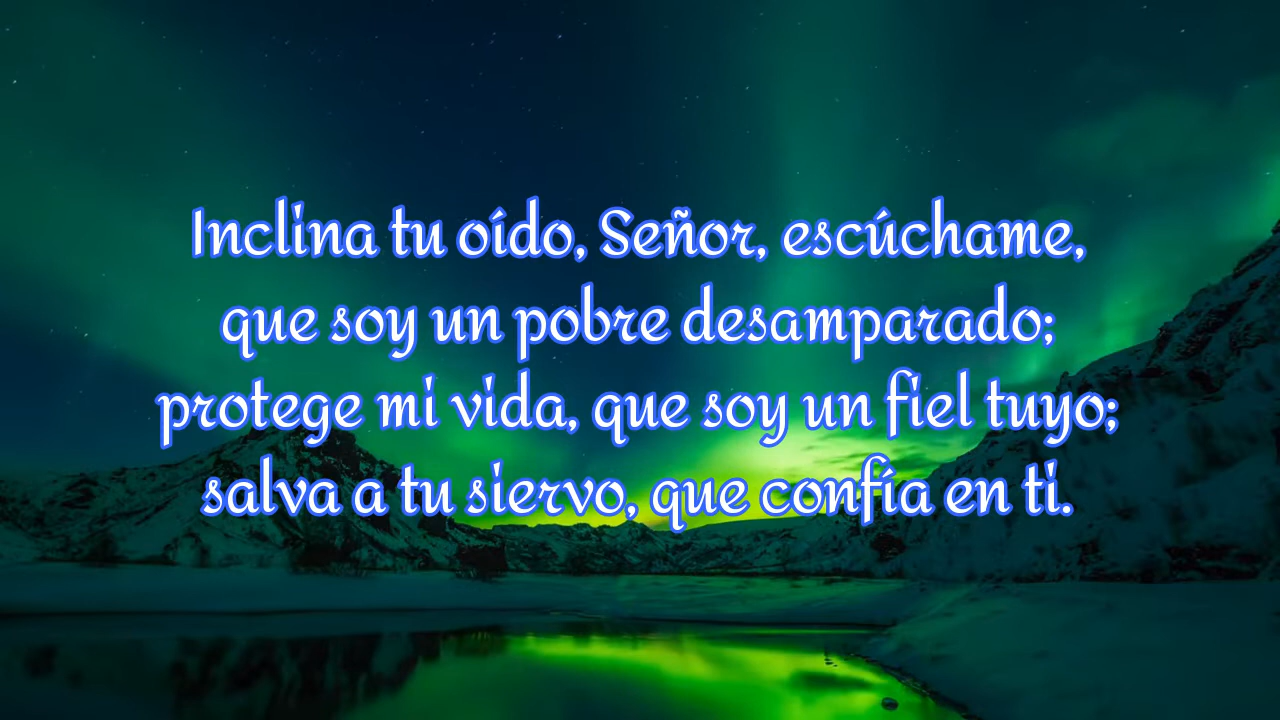 Inclina tu oído, Señor, escúchame,
que soy un pobre desamparado;
protege mi vida, que soy un fiel tuyo;
salva a tu siervo, que confía en ti.